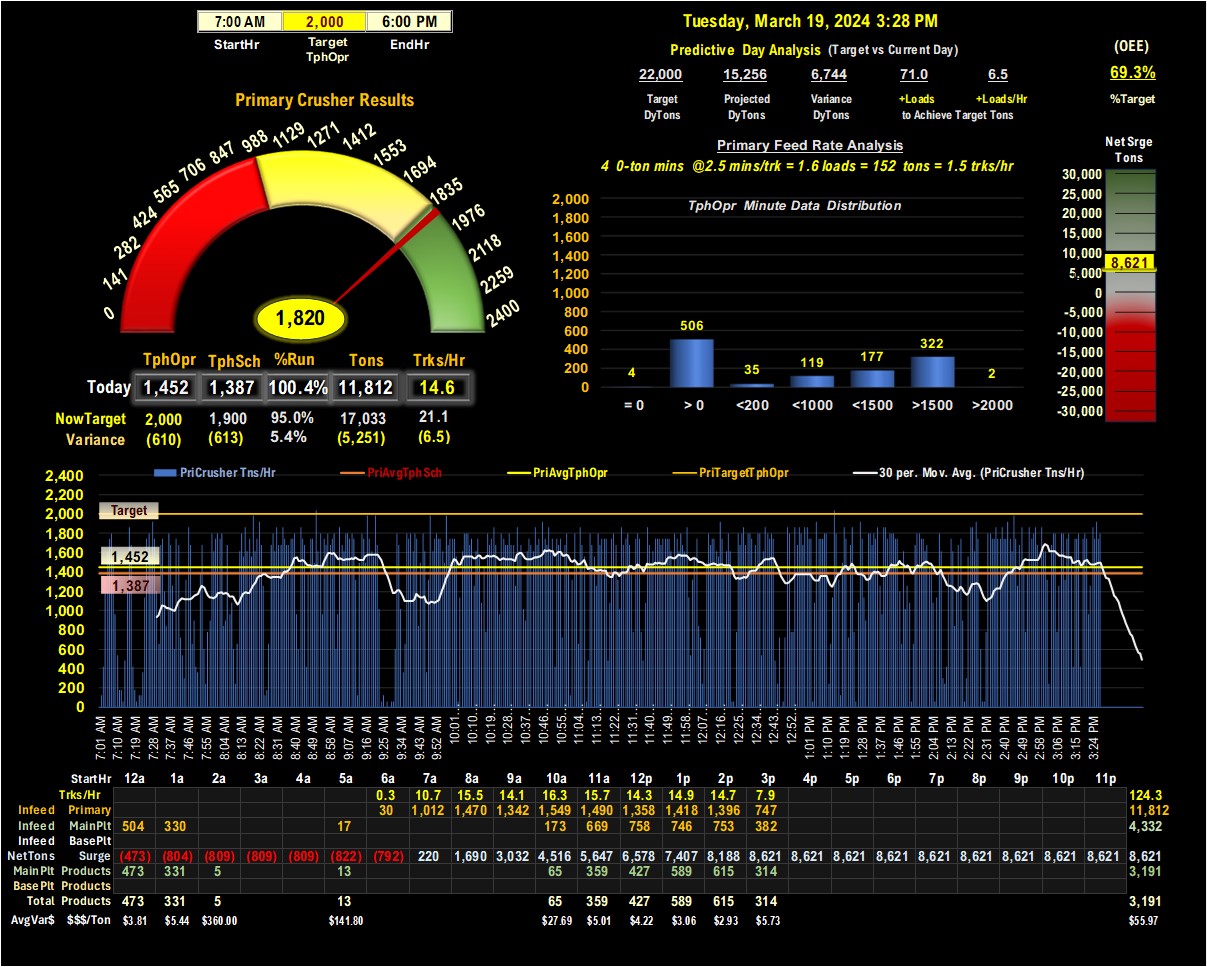 7:00 AM 2,000 6:00 PM
StartHr Target TphOpr EndHr
Tuesday, March 19, 2024 3:28 PM
Predictive Day Analysis (Target vs Current Day)
22,000 15,256 6,744 71.0 6.5
Target DyTons Projected DyTons Variance DyTons +Loads +Loads/Hr
to Achieve Target Tons
(OEE)
69.3%
%Target
Primary Crusher Results
0 141 282 424 565 706 847 988 1129 1271 1412 1553 1694 1835 1976 2118 2259 2400
1,820
TphOpr TphSch %Run Tons Trks/Hr
Today 1,452 1,387 100.4% 11,812 14.6
NowTarget 2,000 1,900 95.0% 17,033 21.1
Variance (610) (613) 5.4% (5,251) (6.5)
Primary Feed Rate Analysis
4 0-ton mins @2.5 mins/trk = 1.6 loads = 152 tons = 1.5 trks/hr
TphOpr Minute Data Distribution
2,000
1,800
1,600
1,400
1,200
1,000
800
600
400
200
0
4 506 35 119 177 322 2
= 0 > 0 <200 <1000 <1500 >1500 >2000
Net Srge
Tons
30,000
25,000
20,000
15,000
10,000
8,621
5,000
0
-5,000
-10,000
-15,000
-20,000
-25,000
-30,000
PriCrusher Tns/Hr PriAvgTphSch PriAvgTphOpr PriTargetTphOpr 30 per. Mov. Avg. (PriCrusher Tns/Hr)
2,400
2,200
2,000
1,800
1,600
1,400
1,200
1,000
800
600
400
200
0
Target
1,452
1,387
7:01 AM 7:10 AM 7:19 AM 7:28 AM 7:37 AM 7:46 AM 7:55 AM 8:04 AM 8:13 AM 8:22 AM 8:31 AM 8:40 AM 8:49 AM 8:58 AM 9:07 AM 9:16 AM 9:25 AM 9:34 AM 9:43 AM 9:52 AM 10:01… 10:10… 10:19… 10:28… 10:37… 10:46… 10:55… 11:04… 11:13… 11:22… 11:31… 11:40… 11:49… 11:58… 12:07… 12:16… 12:25… 12:34… 12:43… 12:52… 1:01 PM 1:10 PM 1:19 PM 1:28 PM 1:37 PM 1:46 PM 1:55 PM 2:04 PM 2:13 PM 2:22 PM 2:31 PM 2:40 PM 2:49 PM 2:58 PM 3:06 PM 3:15 PM 3:24 PM
StartHr 12a 1a 2a 3a 4a 5a 6a 7a 8a 9a 10a 11a 12p 1p 2p 3p 4p 5p 6p 7p 8p 9p 10p 11p
Trks/Hr 0.3 10.7 15.5 14.1 16.3 15.7 14.3 14.9 14.7 7.9 124.3
Infeed Primary 30 1,012 1,470 1,342 1,549 1,490 1,358 1,418 1,396 747 11,812
Infeed MainPlt 504 330 17 173 669 758 746 753 382 4,332
Infeed BasePlt
NetTons Surge (473) (804) (809) (809) (809) (822) (792) 220 1,690 3,032 4,516 5,647 6,578 7,407 8,188 8,621 8,621 8,621 8,621 8,621 8,621 8,621 8,621 8,621 8,621
MainPlt Products 473 331 5 13 65 359 427 589 615 314 3,191
BasePlt Products
Total Products 473 331 5 13 65 359 427 589 615 314 3,191
AvgVar$ $$$/Ton $3.81 $5.44 $360.00 $141.80 $27.69 $5.01 $4.22 $3.06 $2.93 $5.73 $55.97